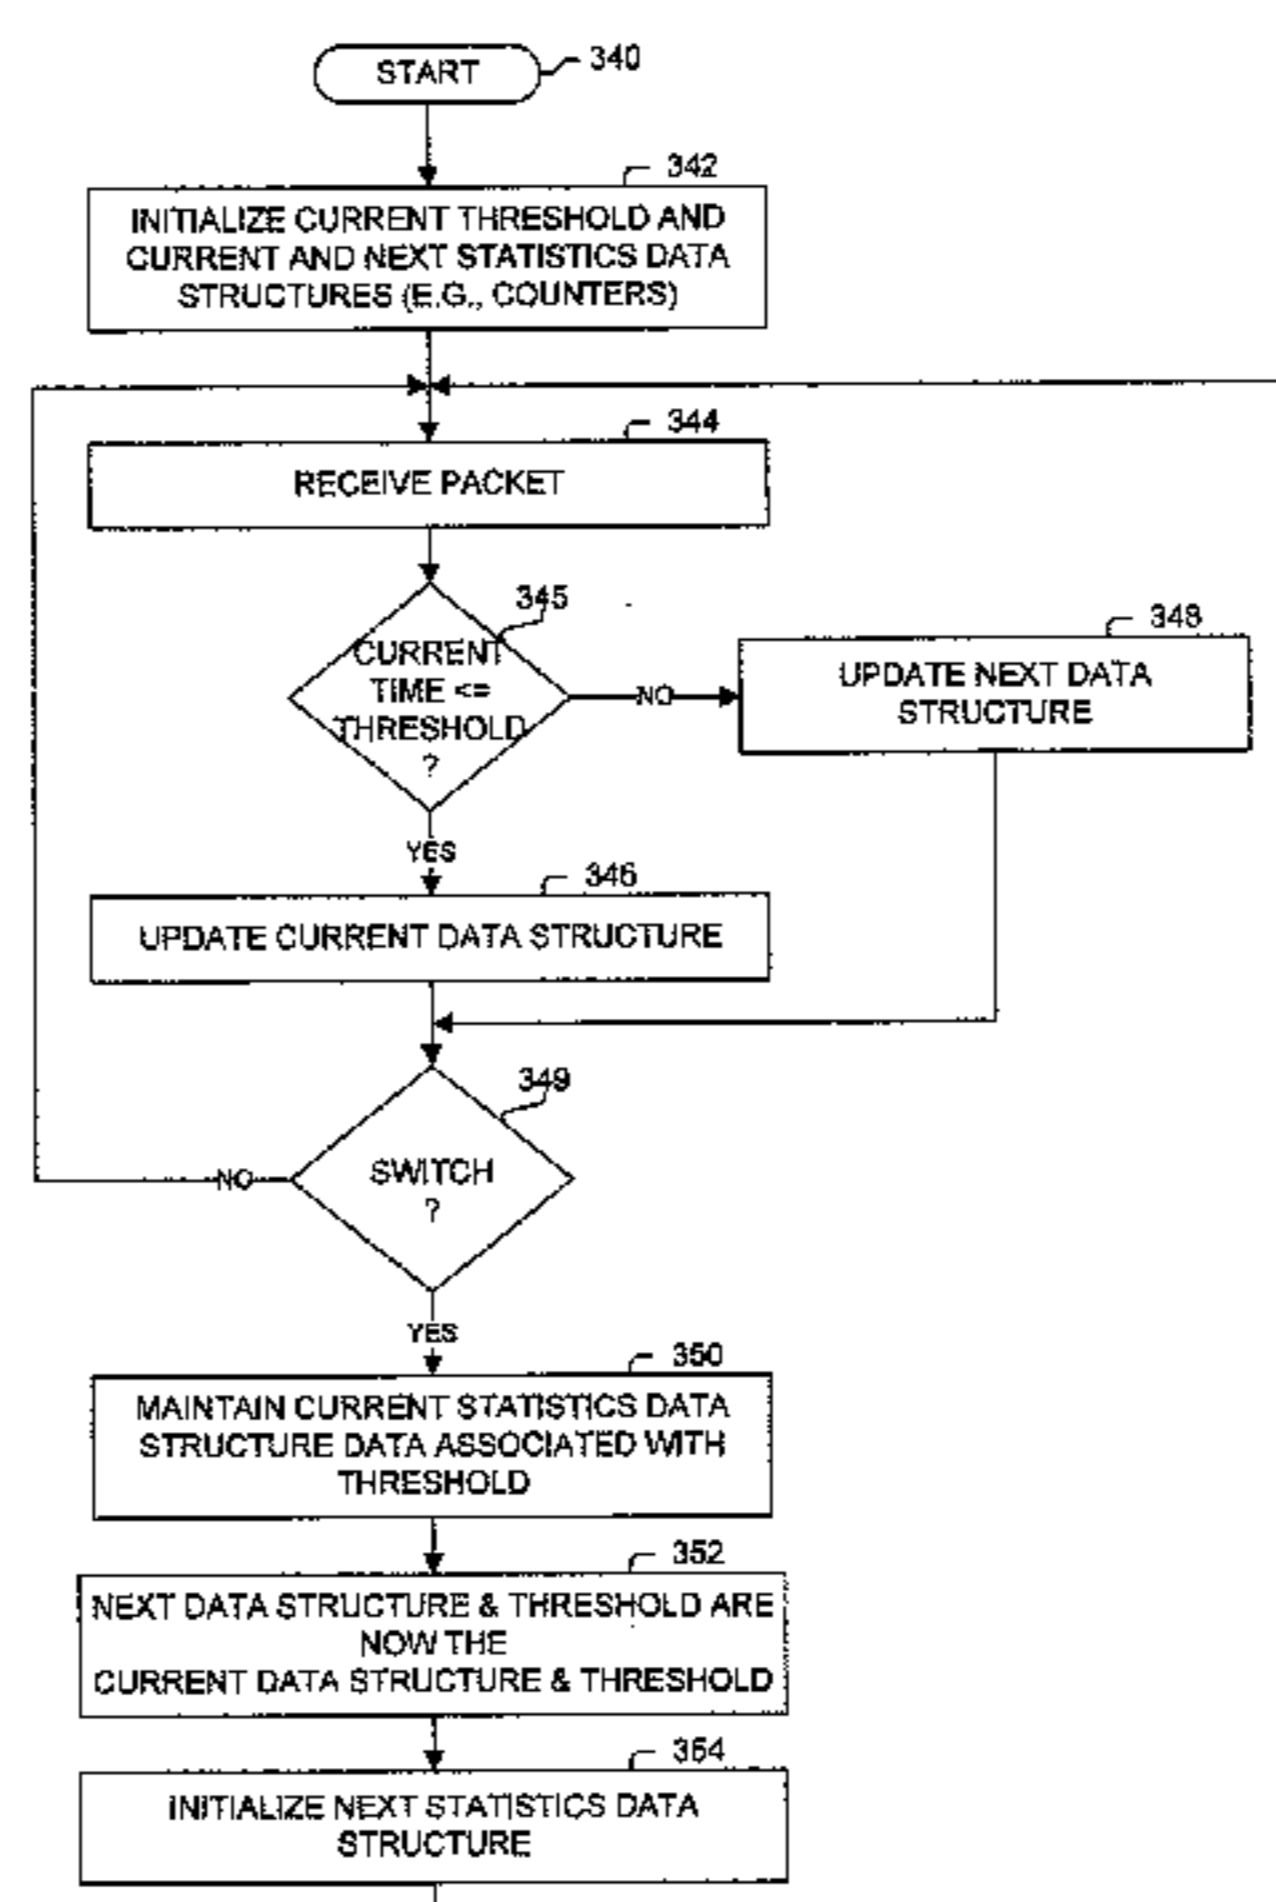 START
340
342
INITIALIZE CURRENT THRESHOLD AND
CURRENT AND NEXT STATISTICS DATA
STRUCTURES (E.G., COUNTERS)
344
RECEIVE PACKET
345
CURRENT
TIME <=
THRESHOLD
?
NO
348
UPDATE NEXT DATA
STRUCTURE
YES
346
UPDATE CURRENT DATA STRUCTURE
349
SWITCH
?
NO
YES
350
MAINTAIN CURRENT STATISTICS DATA
STRUCTURE DATA ASSOCIATED WITH
THRESHOLD
352
NEXT DATA STRUCTURE & THRESHOLD ARE
NOW THE
CURRENT DATA STRUCTURE & THRESHOLD
354
INITIALIZE NEXT STATISTICS DATA
STRUCTURE